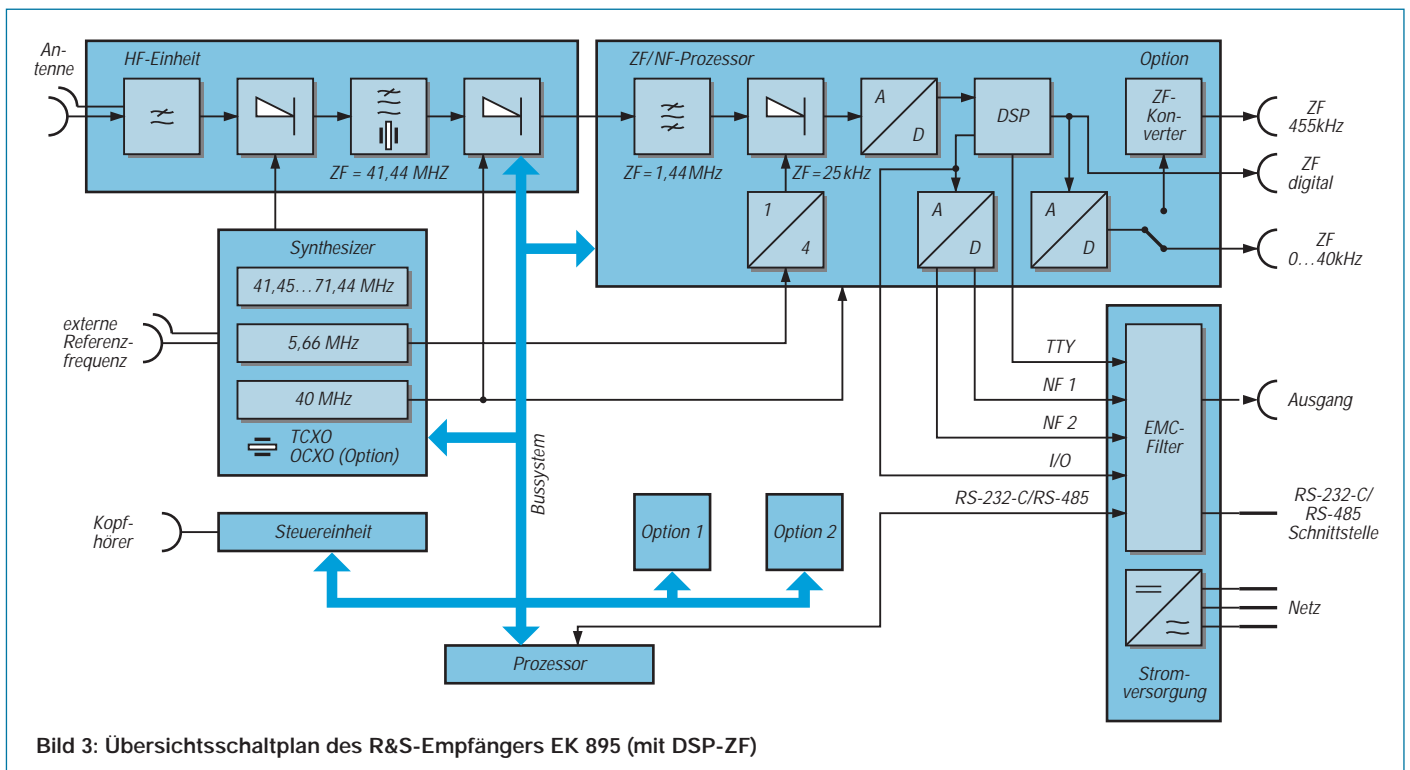 An-
tenne
HF-Einheit
ZF = 41,44 MHZ
ZF/NF-Prozessor
Option
A
D
DSP
ZF-
Kon-
verter
ZF
455kHz
ZF = 1,44 MHz
ZF = 25 kHz
ZF
digital
1
4
A
D
A
D
ZF
0...40kHz
Synthesizer
41,45...71,44 MHz
externe
Referenz-
frequenz
5,66 MHz
40 MHz
TCXO
OCXO (Option)
Bussystem
TTY
NF 1
NF 2
I/O
RS-232-C/RS-485
EMC-
Filter
Ausgang
RS-232-C/
RS-485
Schnittstelle
Kopf-
hörer
Steuereinheit
Option 1
Option 2
Netz
Prozessor
Strom-
versorgung
Bild 3: Übersichtsschaltplan des R&S-Empfängers EK 895 (mit DSP-ZF)